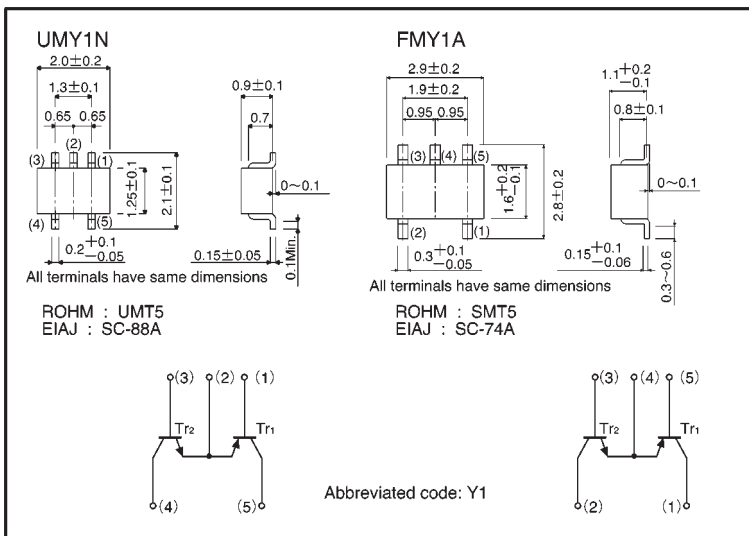 UMY1N
2.0±0.2
1.3±0.1
0.65 0.65
(2)
(3) (1)
1.25±0.1
2.1±0.1
(4) (5)
0.2 +0.1 −0.05
0.9±0.1
0.7
0~0.1
0.15±0.05
0.1Min.
All terminals have same dimensions
ROHM : UMT5
EIAJ : SC-88A
FMY1A
2.9±0.2
1.9±0.2
0.95 0.95
(3) (4) (5)
1.6 +0.2 −0.1
2.8±0.2
(2) (1)
0.3 +0.1 −0.05
1.1 +0.2 −0.1
0.8±0.1
0~0.1
0.15 +0.1 −0.06
0.3~0.6
All terminals have same dimensions
ROHM : SMT5
EIAJ : SC-74A
(3) (2) (1)
Tr2 Tr1
(4) (5)
Abbreviated code: Y1
(3) (4) (5)
Tr2 Tr1
(2) (1)